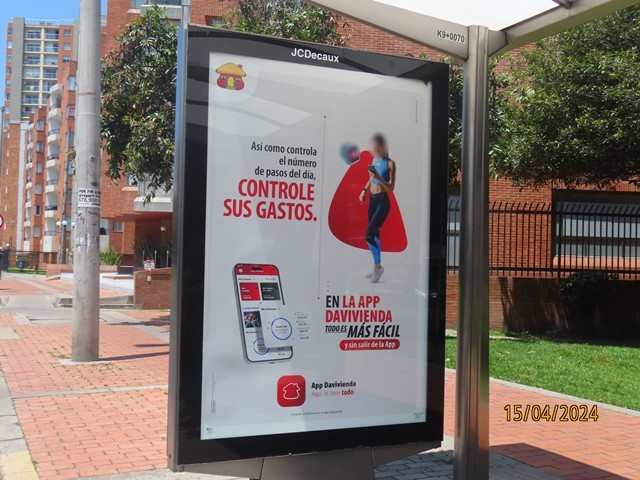 JCDecaux
K9+0070
Así como controla
el número
de pasos del día,
CONTROLE
SUS GASTOS.
EN LA APP
DAVIVIENDA
TODO ES MÁS FÁCIL
y sin salir de la App
App Davivienda
Aquí, lo tiene todo
15/04/2024